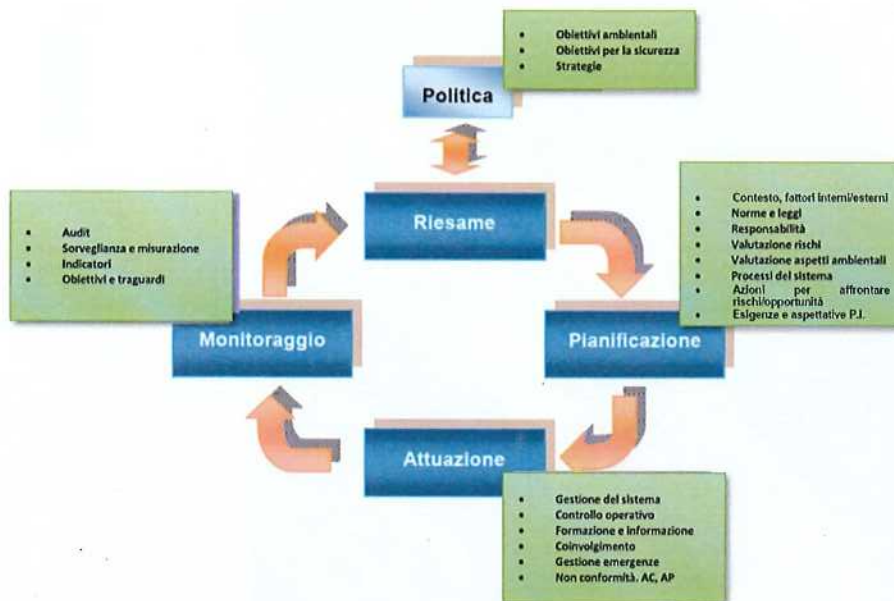 • Obiettivi ambientali
• Obiettivi per la sicurezza
• Strategie
Politica
Riesame
• Contesto, fattori interni/esterni
• Norme e leggi
• Responsabilità
• Valutazione rischi
• Valutazione aspetti ambientali
• Processi del sistema
• Azioni per affrontare
rischi/opportunità
• Esigenze e aspettative P.I.
Pianificazione
• Audit
• Sorveglianza e misurazione
• Indicatori
• Obiettivi e traguardi
Monitoraggio
Attuazione
• Gestione del sistema
• Controllo operativo
• Formazione e informazione
• Coinvolgimento
• Gestione emergenze
• Non conformità. AC, AP